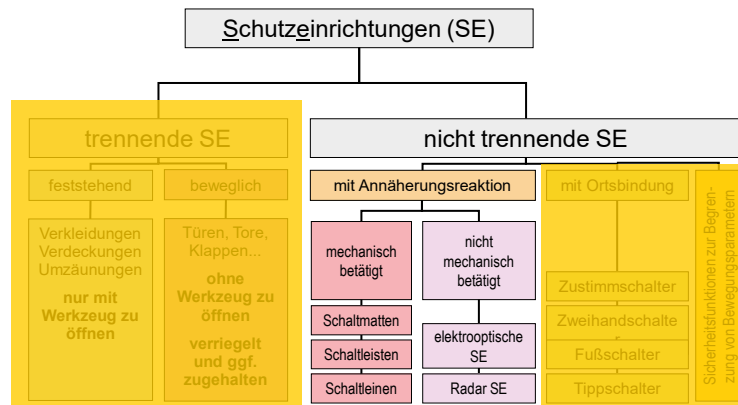 Schutzeinrichtungen (SE)
trennende SE
nicht trennende SE
feststehend
beweglich
mit Annäherungsreaktion
mit Ortsbindung
Sicherheitsfunktionen zur Begren-
zung von Bewegungsparametern
Verkleidungen
Verdeckungen
Umzäunungen
nur mit
Werkzeug zu
öffnen
Türen, Tore,
Klappen...
ohne
Werkzeug zu
öffnen
verriegelt
und ggf.
zugehalten
mechanisch
betätigt
Schaltmatten
Schaltleisten
Schaltleinen
nicht
mechanisch
betätigt
elektrooptische
SE
Radar SE
Zustimmschalter
Zweihandschalte
r
Fußschalter
Tippschalter